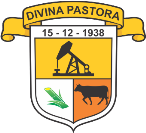 DIVINA PASTORA
15 - 12 - 1938